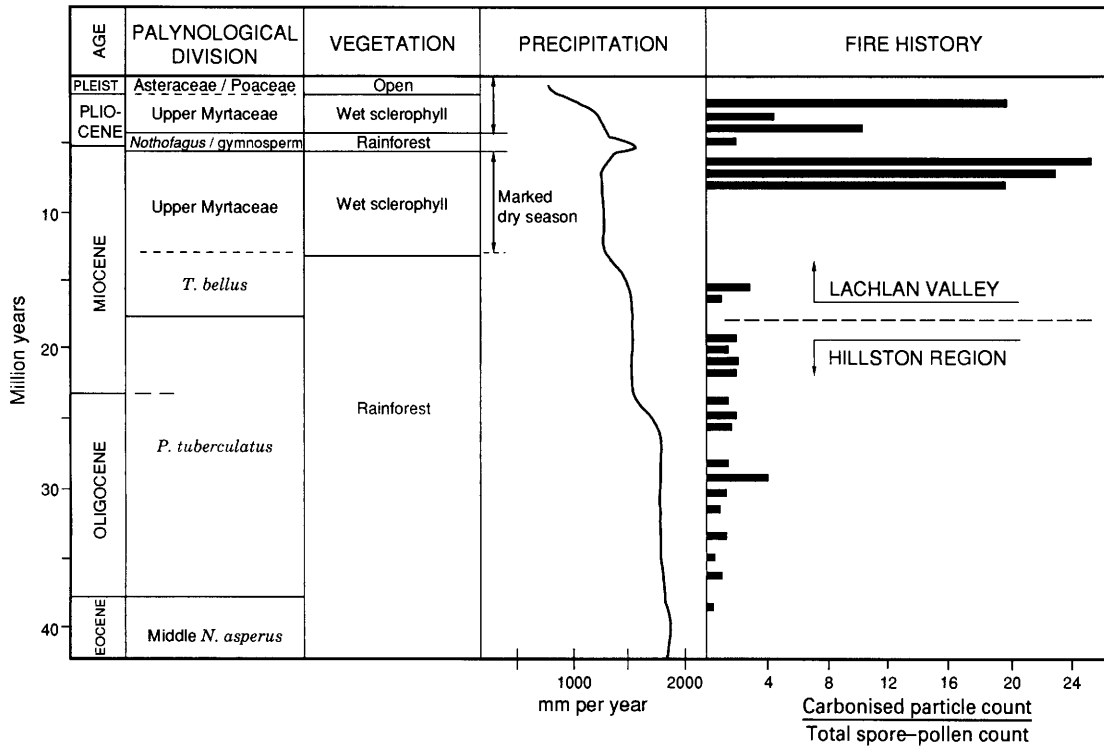 AGE
PALYNOLOGICAL
DIVISION
VEGETATION
PRECIPITATION
FIRE HISTORY
PLEIST
Asteraceae / Poaceae
Open
PLIO-
CENE
Upper Myrtaceae
Wet sclerophyll
Nothofagus / gymnosperm
Rainforest
Upper Myrtaceae
Wet sclerophyll
Marked
dry season
10
MIOCENE
T. bellus
LACHLAN VALLEY
20
HILLSTON REGION
Million years
Rainforest
P. tuberculatus
30
OLIGOCENE
40
EOCENE
Middle N. asperus
1000 2000
mm per year
4 8 12 16 20 24
Carbonised particle count
Total spore–pollen count